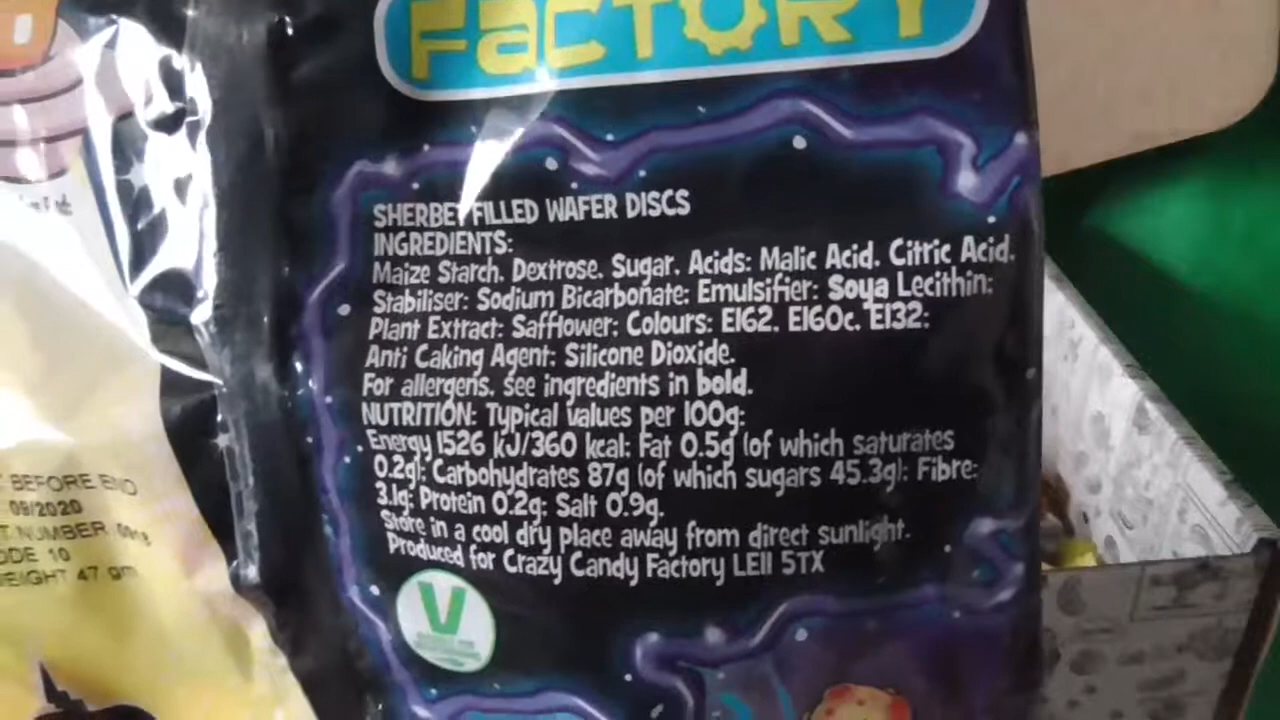 FaCTORY
SHERBET FILLED WAFER DISCS
INGREDIENTS:
Maize Starch, Dextrose, Sugar, Acids: Malic Acid, Citric Acid,
Stabiliser: Sodium Bicarbonate; Emulsifier: Soya Lecithin;
Plant Extract: Safflower; Colours: E162, E160c, E132;
Anti Caking Agent: Silicone Dioxide.
For allergens, see ingredients in bold.
NUTRITION: Typical values per 100g:
Energy 1526 kJ/360 kcal; Fat 0.5g (of which saturates
0.2g); Carbohydrates 87g (of which sugars 45.3g); Fibre:
3.1g; Protein 0.2g; Salt 0.9g.
Store in a cool dry place away from direct sunlight.
Produced for Crazy Candy Factory LE11 5TX
V
BEFORE END
09/2020
NUMBER
10
47 gm